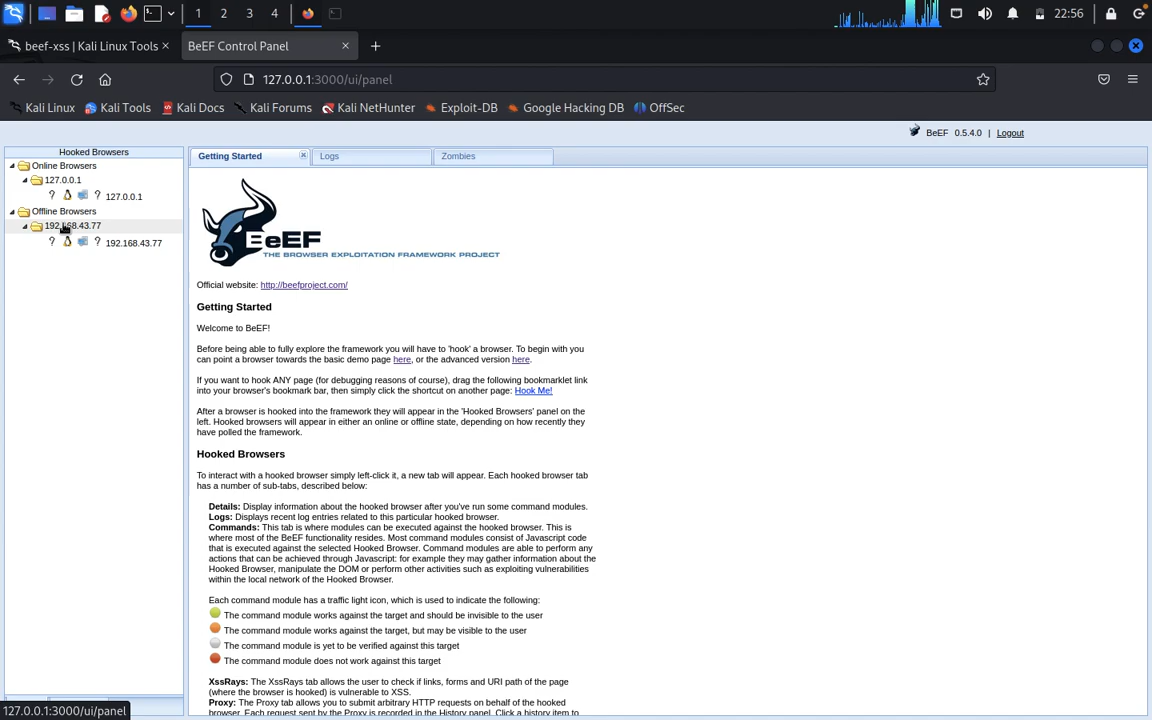 1
2
3
4
22:56
beef-xss | Kali Linux Tools
BeEF Control Panel
127.0.0.1:3000/ui/panel
Kali Linux
Kali Tools
Kali Docs
Kali Forums
Kali NetHunter
Exploit-DB
Google Hacking DB
OffSec
BeEF 0.5.4.0 | Logout
Hooked Browsers
Online Browsers
127.0.0.1
? ? 127.0.0.1
Offline Browsers
192.168.43.77
? ? 192.168.43.77
Getting Started
Logs
Zombies
BeEF
THE BROWSER EXPLOITATION FRAMEWORK PROJECT
Official website: http://beefproject.com/
Getting Started
Welcome to BeEF!
Before being able to fully explore the framework you will have to 'hook' a browser. To begin with you
can point a browser towards the basic demo page here, or the advanced version here.
If you want to hook ANY page (for debugging reasons of course), drag the following bookmarklet link
into your browser's bookmark bar, then simply click the shortcut on another page: Hook Me!
After a browser is hooked into the framework they will appear in the 'Hooked Browsers' panel on the
left. Hooked browsers will appear in either an online or offline state, depending on how recently they
have polled the framework.
Hooked Browsers
To interact with a hooked browser simply left-click it, a new tab will appear. Each hooked browser tab
has a number of sub-tabs, described below:
Details: Display information about the hooked browser after you've run some command modules.
Logs: Displays recent log entries related to this particular hooked browser.
Commands: This tab is where modules can be executed against the hooked browser. This is
where most of the BeEF functionality resides. Most command modules consist of Javascript code
that is executed against the selected Hooked Browser. Command modules are able to perform any
actions that can be achieved through Javascript: for example they may gather information about the
Hooked Browser, manipulate the DOM or perform other activities such as exploiting vulnerabilities
within the local network of the Hooked Browser.
Each command module has a traffic light icon, which is used to indicate the following:
The command module works against the target and should be invisible to the user
The command module works against the target, but may be visible to the user
The command module is yet to be verified against this target
The command module does not work against this target
XssRays: The XssRays tab allows the user to check if links, forms and URI path of the page
(where the browser is hooked) is vulnerable to XSS.
Proxy: The Proxy tab allows you to submit arbitrary HTTP requests on behalf of the hooked
browser. Each request sent by the Proxy is recorded in the History panel. Click a history item to
127.0.0.1:3000/ui/panel